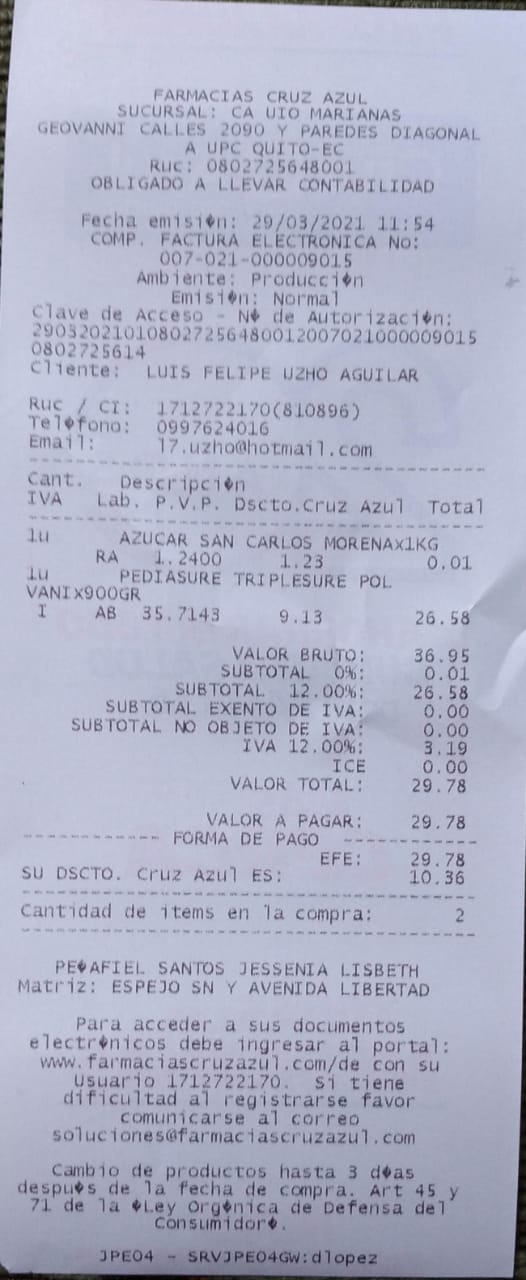 FARMACIAS CRUZ AZUL
SUCURSAL: CA UIO MARIANAS
GEOVANNI CALLES 2090 Y PAREDES DIAGONAL
A UPC QUITO-EC
Ruc: 0802725648001
OBLIGADO A LLEVAR CONTABILIDAD
Fecha emisi�n: 29/03/2021 11:54
COMP. FACTURA ELECTRONICA No:
007-021-000009015
Ambiente: Producci�n
Emisi�n: Normal
Clave de Acceso - N� de Autorizaci�n:
290320210108027256480012007021000009015
0802725614
Cliente: LUIS FELIPE UZHO AGUILAR
Ruc / CI: 1712722170(810896)
Tel�fono: 0997624016
Email: l7.uzho@hotmail.com
Cant. Descripci�n
IVA Lab. P.V.P. Dscto.Cruz Azul Total
1u AZUCAR SAN CARLOS MORENAx1KG
RA 1.2400 1.23 0.01
1u PEDIASURE TRIPLESURE POL
VANIx900GR
I AB 35.7143 9.13 26.58
VALOR BRUTO: 36.95
SUBTOTAL 0%: 0.01
SUBTOTAL 12.00%: 26.58
SUBTOTAL EXENTO DE IVA: 0.00
SUBTOTAL NO OBJETO DE IVA: 0.00
IVA 12.00%: 3.19
ICE 0.00
VALOR TOTAL: 29.78
VALOR A PAGAR: 29.78
------------ FORMA DE PAGO ------------
EFE: 29.78
SU DSCTO. Cruz Azul ES: 10.36
Cantidad de items en la compra: 2
PE�AFIEL SANTOS JESSENIA LISBETH
Matriz: ESPEJO SN Y AVENIDA LIBERTAD
Para acceder a sus documentos
electr�nicos debe ingresar al portal:
www.farmaciascruzazul.com/de con su
Usuario 1712722170. Si tiene
dificultad al registrarse favor
comunicarse al correo
soluciones@farmaciascruzazul.com
Cambio de productos hasta 3 d�as
despu�s de la fecha de compra. Art 45 y
71 de la �Ley Org�nica de Defensa del
Consumidor�.
JPE04 - SRVJPE04GW:dlopez